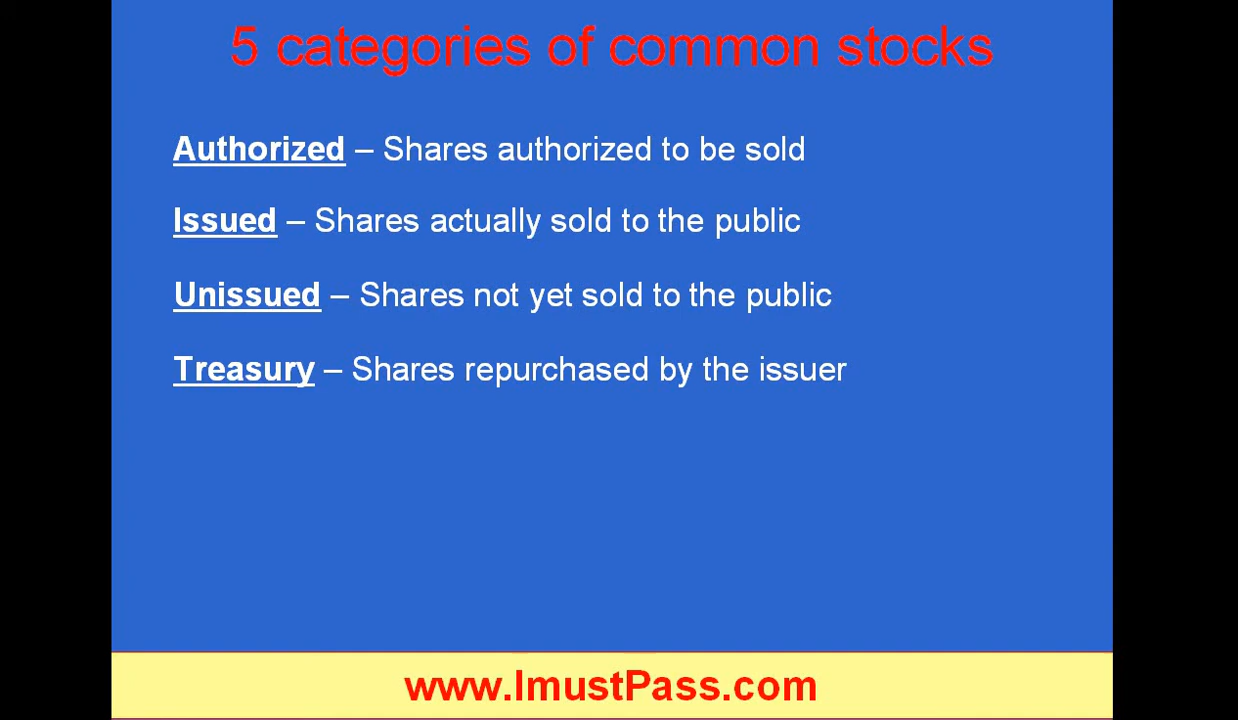 5 categories of common stocks
Authorized – Shares authorized to be sold
Issued – Shares actually sold to the public
Unissued – Shares not yet sold to the public
Treasury – Shares repurchased by the issuer
www.ImustPass.com